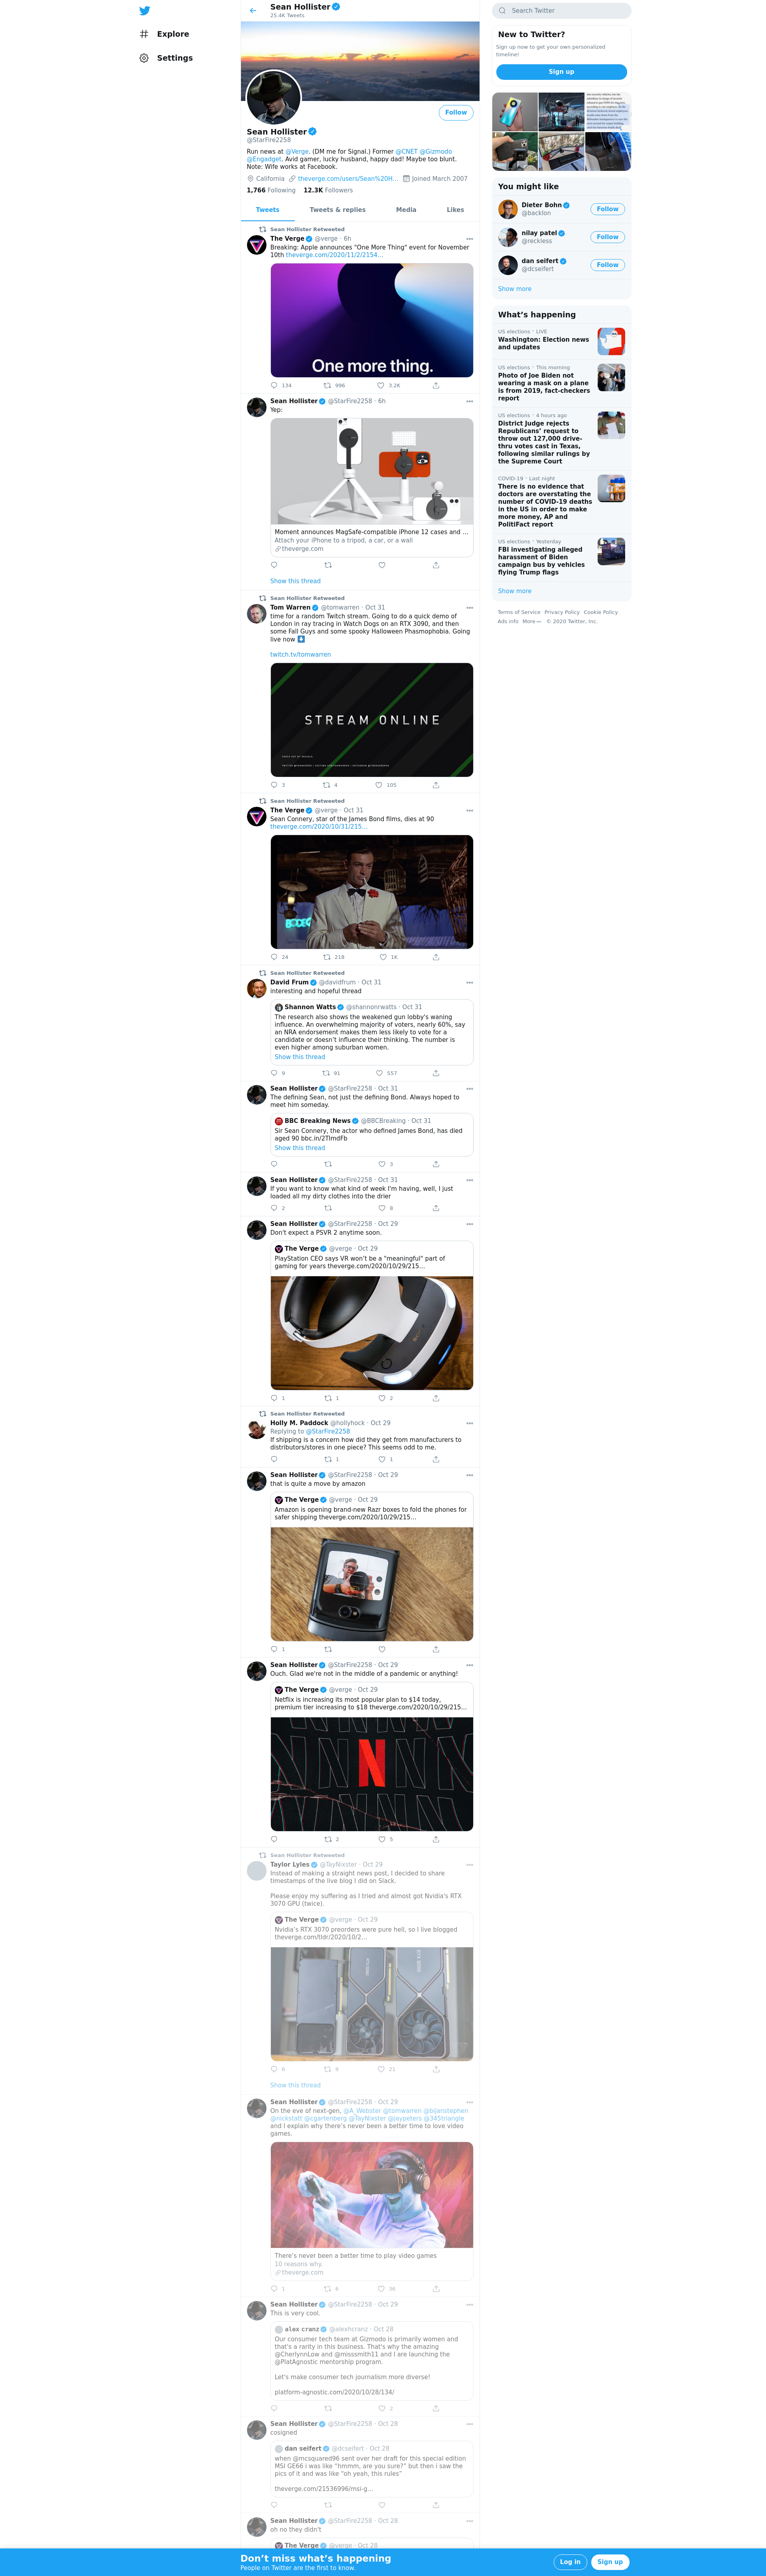 Explore
Settings
Sean Hollister
25.4K Tweets
Follow
Sean Hollister
@StarFire2258
Run news at @Verge. (DM me for Signal.) Former @CNET @Gizmodo
@Engadget. Avid gamer, lucky husband, happy dad! Maybe too blunt.
Note: Wife works at Facebook.
California theverge.com/users/Sean%20H... Joined March 2007
1,766 Following 12.3K Followers
Tweets Tweets & replies Media Likes
Sean Hollister Retweeted
The Verge @verge · 6h
Breaking: Apple announces "One More Thing" event for November
10th theverge.com/2020/11/2/2154...
One more thing.
134 996 3.2K
Sean Hollister @StarFire2258 · 6h
Yep:
Moment announces MagSafe-compatible iPhone 12 cases and ...
Attach your iPhone to a tripod, a car, or a wall
theverge.com
Show this thread
Sean Hollister Retweeted
Tom Warren @tomwarren · Oct 31
time for a random Twitch stream. Going to do a quick demo of
London in ray tracing in Watch Dogs on an RTX 3090, and then
some Fall Guys and some spooky Halloween Phasmophobia. Going
live now ⬇️
twitch.tv/tomwarren
STREAM ONLINE
3 4 105
Sean Hollister Retweeted
The Verge @verge · Oct 31
Sean Connery, star of the James Bond films, dies at 90
theverge.com/2020/10/31/215...
24 218 1K
Sean Hollister Retweeted
David Frum @davidfrum · Oct 31
interesting and hopeful thread
Shannon Watts @shannonrwatts · Oct 31
The research also shows the weakened gun lobby's waning
influence. An overwhelming majority of voters, nearly 60%, say
an NRA endorsement makes them less likely to vote for a
candidate or doesn't influence their thinking. The number is
even higher among suburban women.
Show this thread
9 91 557
Sean Hollister @StarFire2258 · Oct 31
The defining Sean, not just the defining Bond. Always hoped to
meet him someday.
BBC Breaking News @BBCBreaking · Oct 31
Sir Sean Connery, the actor who defined James Bond, has died
aged 90 bbc.in/2TImdFb
Show this thread
3
Sean Hollister @StarFire2258 · Oct 31
If you want to know what kind of week I'm having, well, I just
loaded all my dirty clothes into the drier
2 8
Sean Hollister @StarFire2258 · Oct 29
Don't expect a PSVR 2 anytime soon.
The Verge @verge · Oct 29
PlayStation CEO says VR won't be a "meaningful" part of
gaming for years theverge.com/2020/10/29/215...
1 1 2
Sean Hollister Retweeted
Holly M. Paddock @hollyhock · Oct 29
Replying to @StarFire2258
If shipping is a concern how did they get from manufacturers to
distributors/stores in one piece? This seems odd to me.
1 1
Sean Hollister @StarFire2258 · Oct 29
that is quite a move by amazon
The Verge @verge · Oct 29
Amazon is opening brand-new Razr boxes to fold the phones for
safer shipping theverge.com/2020/10/29/215...
1
Sean Hollister @StarFire2258 · Oct 29
Ouch. Glad we're not in the middle of a pandemic or anything!
The Verge @verge · Oct 29
Netflix is increasing its most popular plan to $14 today,
premium tier increasing to $18 theverge.com/2020/10/29/215...
2 5
Sean Hollister Retweeted
Taylor Lyles @TayNixster · Oct 29
Instead of making a straight news post, I decided to share
timestamps of the live blog I did on Slack.
Please enjoy my suffering as I tried and almost got Nvidia's RTX
3070 GPU (twice).
The Verge @verge · Oct 29
Nvidia's RTX 3070 preorders were pure hell, so I live blogged
theverge.com/tldr/2020/10/2...
6 9 21
Show this thread
Sean Hollister @StarFire2258 · Oct 29
On the eve of next-gen, @A_Webster @tomwarren @bijanstephen
@nickstatt @cgartenberg @TayNixster @jaypeters @345triangle
and I explain why there's never been a better time to love video
games.
There's never been a better time to play video games
10 reasons why.
theverge.com
1 6 36
Sean Hollister @StarFire2258 · Oct 29
This is very cool.
alex cranz @alexhcranz · Oct 28
Our consumer tech team at Gizmodo is primarily women and
that's a rarity in this business. That's why the amazing
@CherlynnLow and @misssmith11 and I are launching the
@PlatAgnostic mentorship program.
Let's make consumer tech journalism more diverse!
platform-agnostic.com/2020/10/28/134/
2
Sean Hollister @StarFire2258 · Oct 28
cosigned
dan seifert @dcseifert · Oct 28
when @mcsquared96 sent over her draft for this special edition
MSI GE66 i was like "hmmm, are you sure?" but then i saw the
pics of it and was like "oh yeah, this rules"
theverge.com/21536996/msi-g...
Sean Hollister @StarFire2258 · Oct 28
oh no they didn't
The Verge @verge · Oct 28
Search Twitter
New to Twitter?
Sign up now to get your own personalized
timeline!
Sign up
You might like
Dieter Bohn
@backlon
Follow
nilay patel
@reckless
Follow
dan seifert
@dcseifert
Follow
Show more
What's happening
US elections · LIVE
Washington: Election news
and updates
US elections · This morning
Photo of Joe Biden not
wearing a mask on a plane
is from 2019, fact-checkers
report
US elections · 4 hours ago
District Judge rejects
Republicans' request to
throw out 127,000 drive-
thru votes cast in Texas,
following similar rulings by
the Supreme Court
COVID-19 · Last night
There is no evidence that
doctors are overstating the
number of COVID-19 deaths
in the US in order to make
more money, AP and
PolitiFact report
US elections · Yesterday
FBI investigating alleged
harassment of Biden
campaign bus by vehicles
flying Trump flags
Show more
Terms of Service Privacy Policy Cookie Policy
Ads info More © 2020 Twitter, Inc.
Don't miss what's happening
People on Twitter are the first to know.
Log in
Sign up